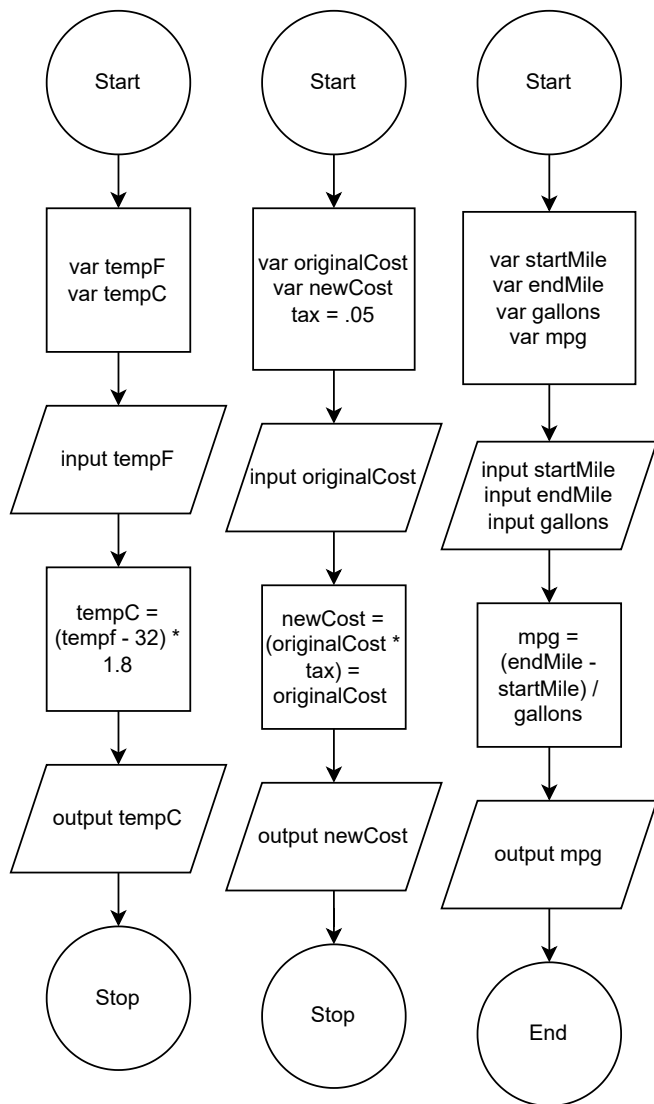 Start
var tempF
var tempC
input tempF
tempC =
(tempf - 32) *
1.8
output tempC
Stop
Start
var originalCost
var newCost
tax = .05
input originalCost
newCost =
(originalCost *
tax) =
originalCost
output newCost
Stop
Start
var startMile
var endMile
var gallons
var mpg
input startMile
input endMile
input gallons
mpg =
(endMile -
startMile) /
gallons
output mpg
End